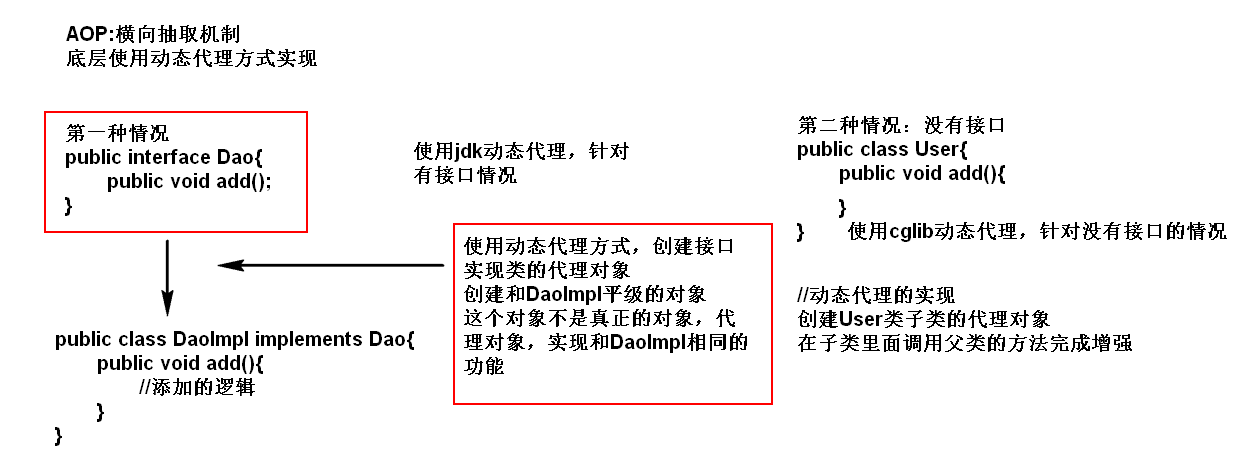 AOP:横向抽取机制
底层使用动态代理方式实现
第一种情况
public interface Dao{
public void add();
}
使用jdk动态代理，针对
有接口情况
第二种情况：没有接口
public class User{
public void add(){
}
} 使用cglib动态代理，针对没有接口的情况
使用动态代理方式，创建接口
实现类的代理对象
创建和DaoImpl平级的对象
这个对象不是真正的对象，代
理对象，实现和DaoImpl相同的
功能
//动态代理的实现
创建User类子类的代理对象
在子类里面调用父类的方法完成增强
public class DaoImpl implements Dao{
public void add(){
//添加的逻辑
}
}